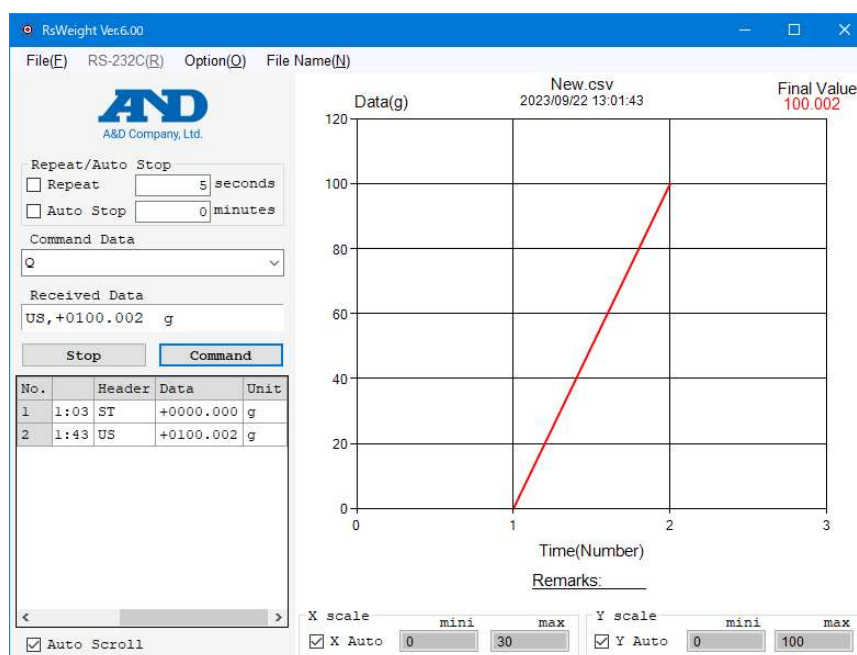 RsWeight Ver.6.00
File(F) RS-232C(R) Option(O) File Name(N)
AND
A&D Company, Ltd.
Repeat/Auto Stop
Repeat 5 seconds
Auto Stop 0 minutes
Command Data
Q
Received Data
US,+0100.002 g
Stop Command
No. Header Data Unit
1 1:03 ST +0000.000 g
2 1:43 US +0100.002 g
Auto Scroll
New.csv
2023/09/22 13:01:43
Data(g)
Final Value
100.002
120
100
80
60
40
20
0
0 1 2 3
Time(Number)
Remarks:
X scale mini max
X Auto 0 30
Y scale mini max
Y Auto 0 100